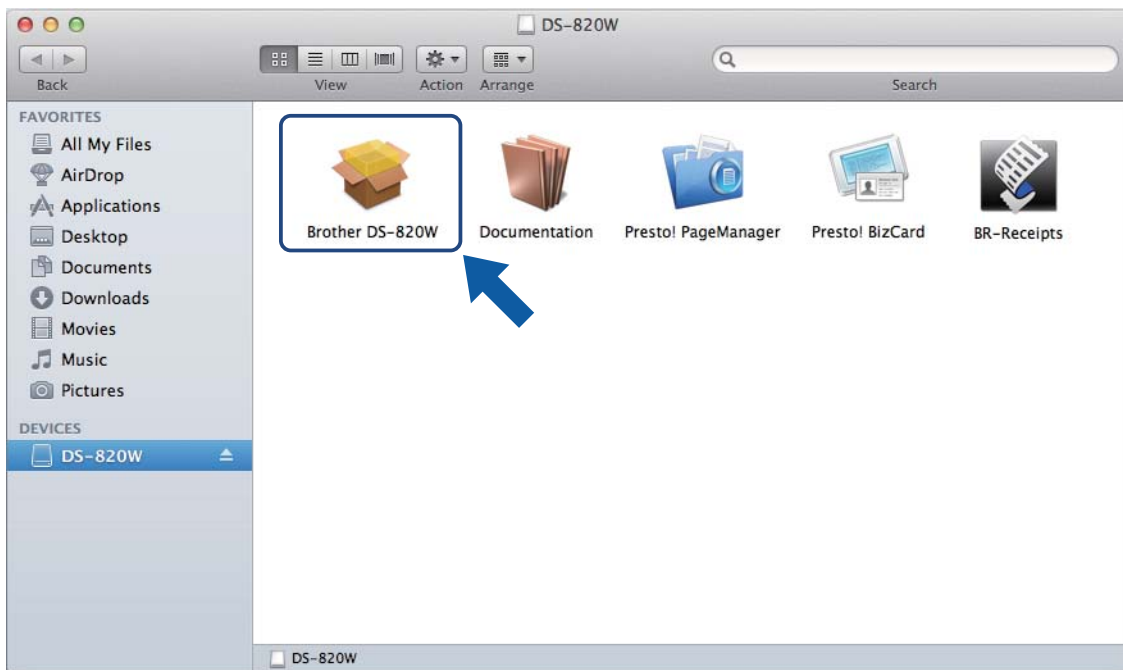 DS-820W
Back
View
Action
Arrange
Search
FAVORITES
All My Files
AirDrop
Applications
Desktop
Documents
Downloads
Movies
Music
Pictures
DEVICES
DS-820W
Brother DS-820W
Documentation
Presto! PageManager
Presto! BizCard
BR-Receipts
DS-820W